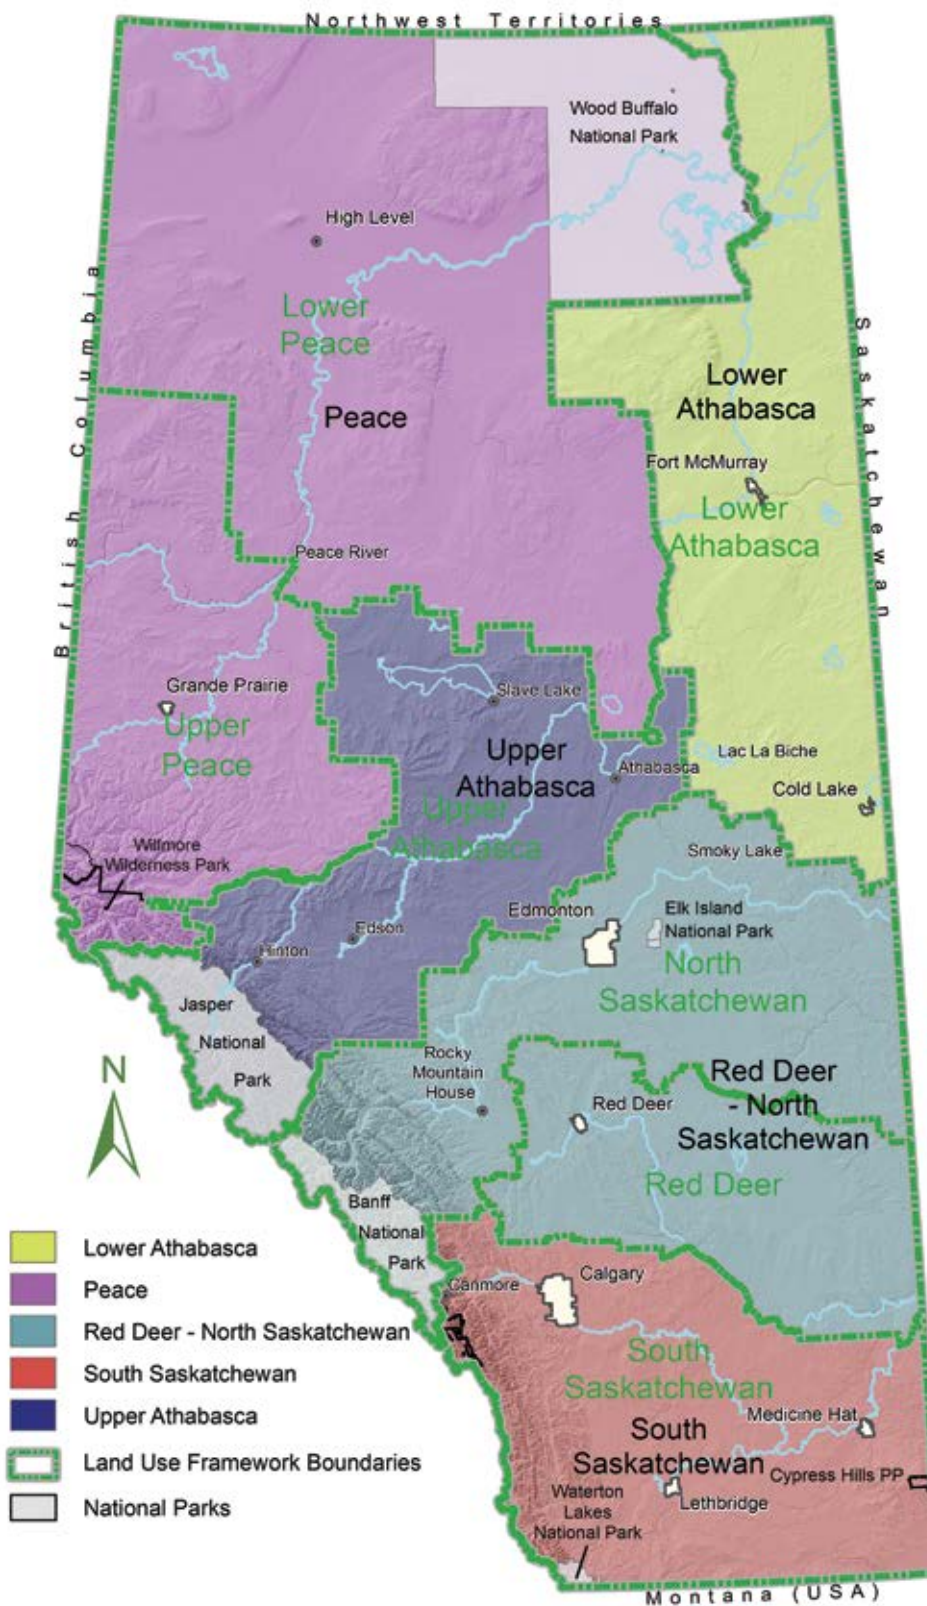 Northwest Territories
Wood Buffalo
National Park
High Level
British Columbia
Saskatchewan
Lower
Peace
Peace
Lower
Athabasca
Fort McMurray
Lower
Athabasca
Peace River
Grande Prairie
Upper
Peace
Slave Lake
Upper
Athabasca
Athabasca
Lac La Biche
Cold Lake
Upper
Athabasca
Willmore
Wilderness Park
Smoky Lake
Edmonton
Elk Island
National Park
Edson
Hinton
North
Saskatchewan
Jasper
National
Park
Rocky
Mountain
House
Red Deer
- North
Saskatchewan
Red Deer
N
Red Deer
Banff
National
Park
Canmore
Calgary
South
Saskatchewan
Medicine Hat
South
Saskatchewan
Cypress Hills PP
Lethbridge
Waterton
Lakes
National Park
Montana (USA)
Lower Athabasca
Peace
Red Deer - North Saskatchewan
South Saskatchewan
Upper Athabasca
Land Use Framework Boundaries
National Parks